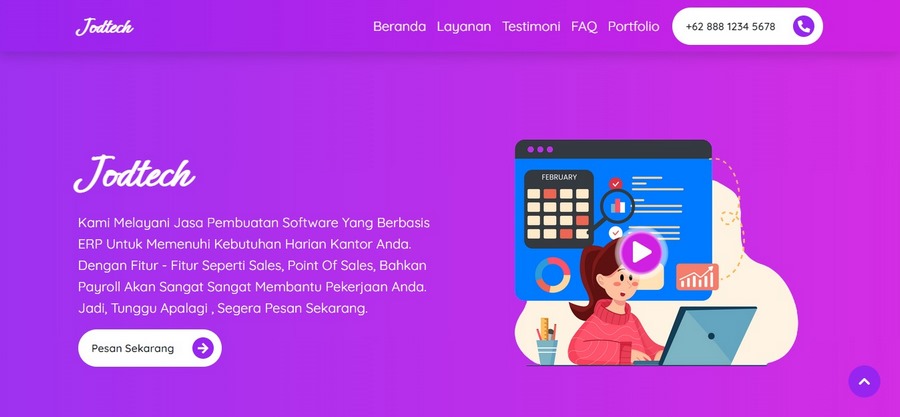 Jodtech
Beranda Layanan Testimoni FAQ Portfolio
+62 888 1234 5678
Jodtech
Kami Melayani Jasa Pembuatan Software Yang Berbasis
ERP Untuk Memenuhi Kebutuhan Harian Kantor Anda.
Dengan Fitur - Fitur Seperti Sales, Point Of Sales, Bahkan
Payroll Akan Sangat Sangat Membantu Pekerjaan Anda.
Jadi, Tunggu Apalagi , Segera Pesan Sekarang.
Pesan Sekarang
FEBRUARY